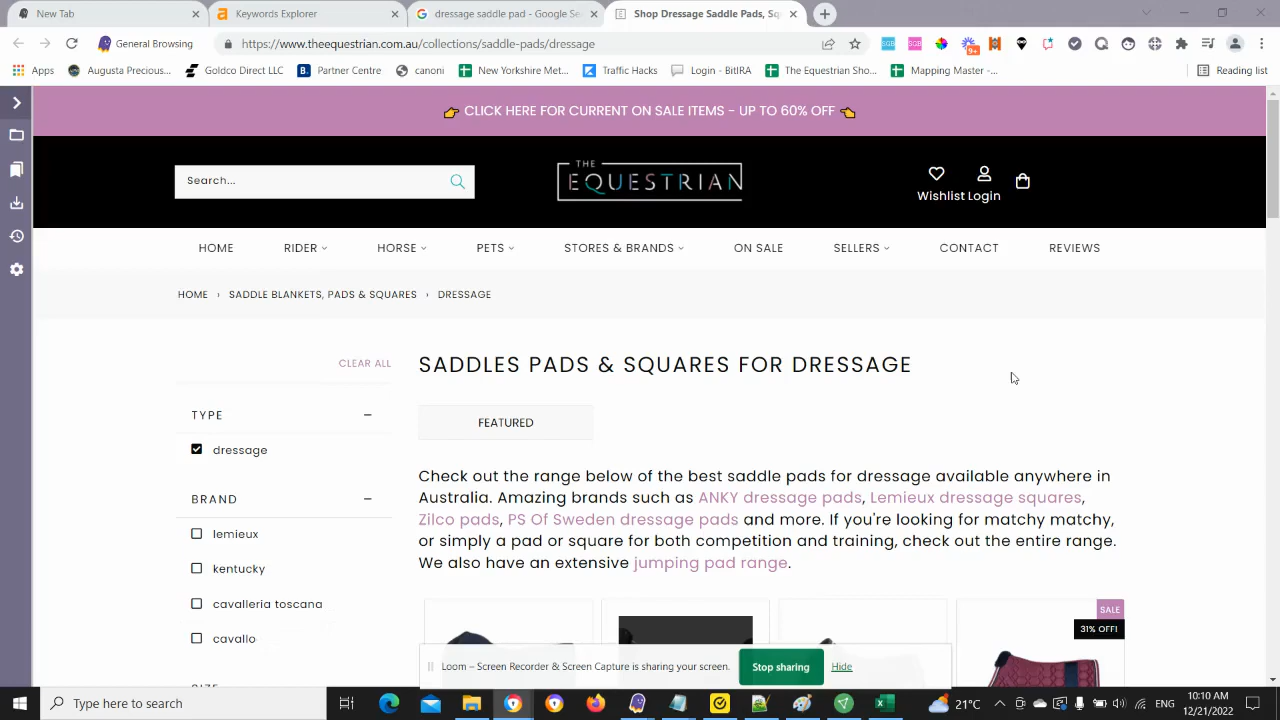 New Tab
Keywords Explorer
dressage saddle pad - Google Se
Shop Dressage Saddle Pads, Sq
General Browsing
https://www.theequestrian.com.au/collections/saddle-pads/dressage
9+
Apps
Augusta Precious...
Goldco Direct LLC
Partner Centre
canoni
New Yorkshire Met...
Traffic Hacks
Login - BitIRA
The Equestrian Sho...
Mapping Master -...
Reading list
CLICK HERE FOR CURRENT ON SALE ITEMS - UP TO 60% OFF
Search...
THE
EQUESTRIAN
Wishlist Login
HOME
RIDER
HORSE
PETS
STORES & BRANDS
ON SALE
SELLERS
CONTACT
REVIEWS
HOME › SADDLE BLANKETS, PADS & SQUARES › DRESSAGE
CLEAR ALL
SADDLES PADS & SQUARES FOR DRESSAGE
TYPE
dressage
FEATURED
BRAND
lemieux
kentucky
cavalleria toscana
cavallo
SIZE
Check out the range below of the best saddle pads for dressage available anywhere in
Australia. Amazing brands such as ANKY dressage pads, Lemieux dressage squares,
Zilco pads, PS Of Sweden dressage pads and more. If you're looking for matchy matchy,
or simply a pad or square for both competition and training, check out the entire range.
We also have an extensive jumping pad range.
SALE
31% OFF!
Loom – Screen Recorder & Screen Capture is sharing your screen.
Stop sharing
Hide
Type here to search
21°C
ENG
10:10 AM
12/21/2022